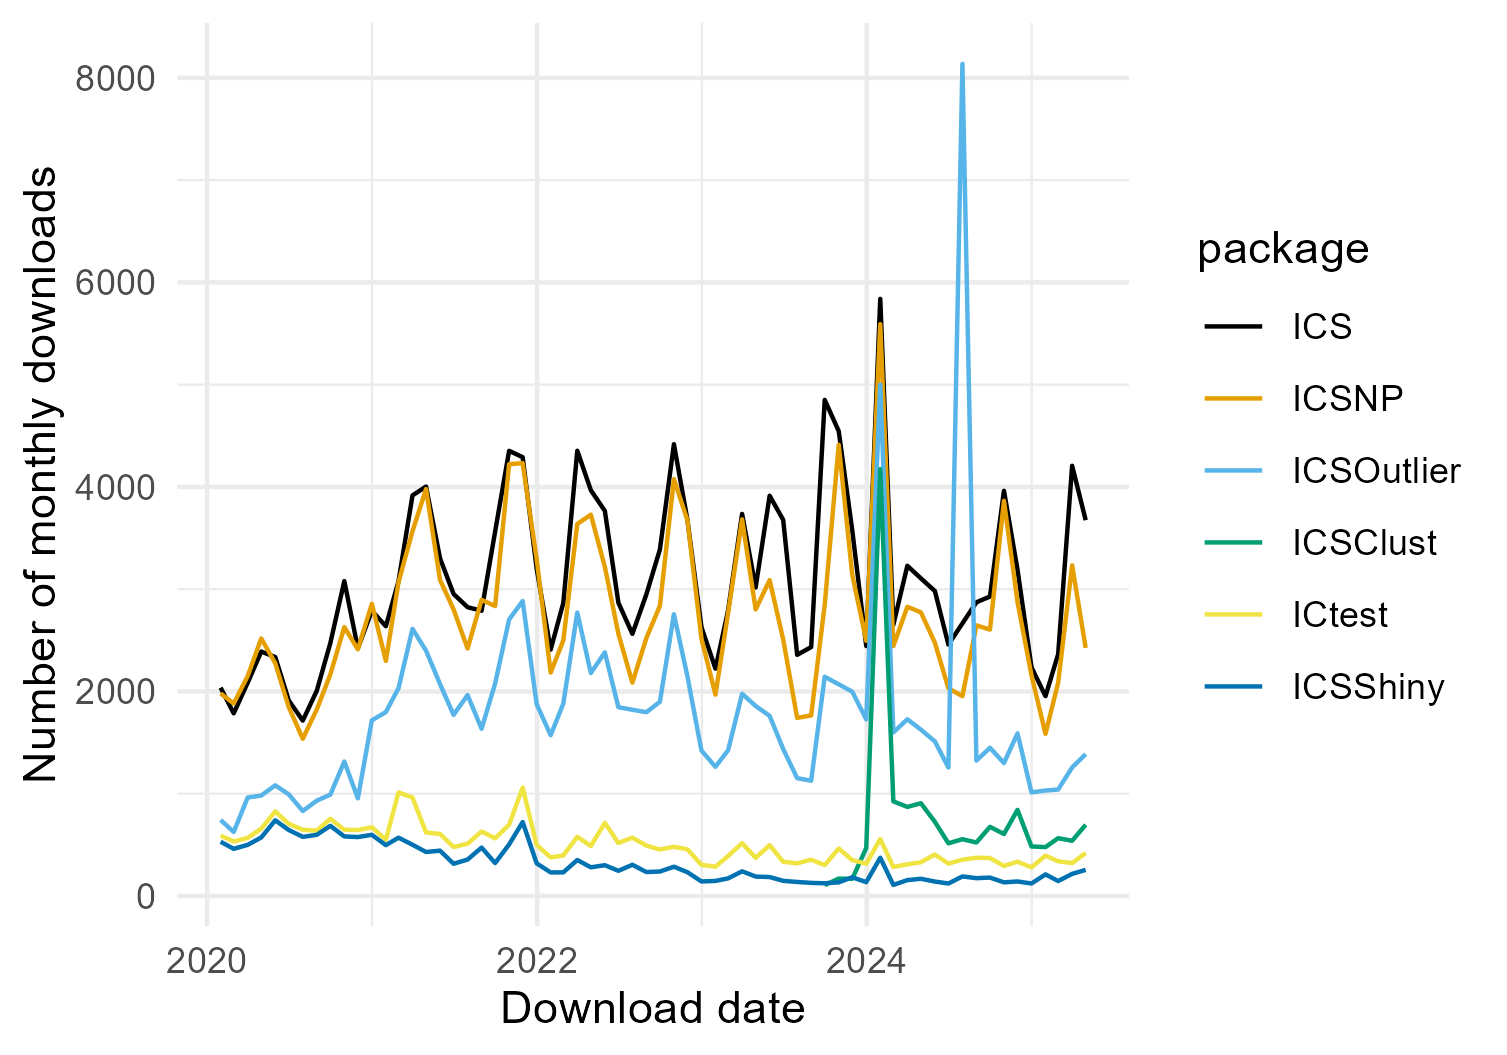 Number of monthly downloads
8000
6000
4000
2000
0
2020 2022 2024
Download date
package
ICS
ICSNP
ICSOutlier
ICSClust
ICtest
ICSShiny